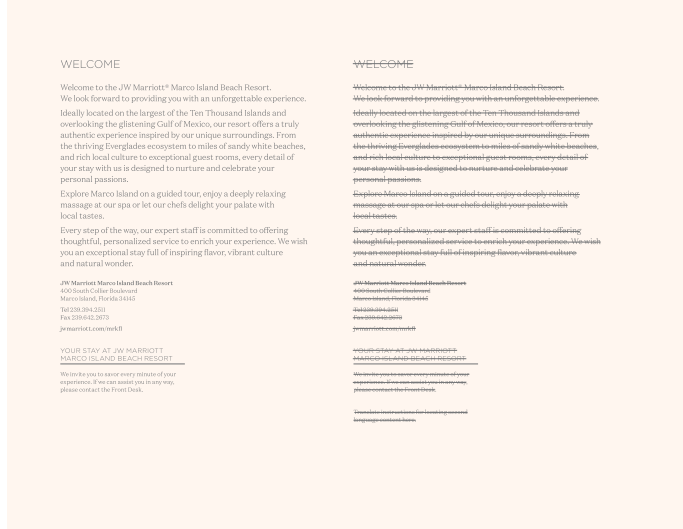 WELCOME
Welcome to the JW Marriott® Marco Island Beach Resort.
We look forward to providing you with an unforgettable experience.
Ideally located on the largest of the Ten Thousand Islands and
overlooking the glistening Gulf of Mexico, our resort offers a truly
authentic experience inspired by our unique surroundings. From
the thriving Everglades ecosystem to miles of sandy white beaches,
and rich local culture to exceptional guest rooms, every detail of
your stay with us is designed to nurture and celebrate your
personal passions.
Explore Marco Island on a guided tour, enjoy a deeply relaxing
massage at our spa or let our chefs delight your palate with
local tastes.
Every step of the way, our expert staff is committed to offering
thoughtful, personalized service to enrich your experience. We wish
you an exceptional stay full of inspiring flavor, vibrant culture
and natural wonder.
JW Marriott Marco Island Beach Resort
400 South Collier Boulevard
Marco Island, Florida 34145
Tel 239.394.2511
Fax 239.642.2673
jwmarriott.com/mrkfl
YOUR STAY AT JW MARRIOTT
MARCO ISLAND BEACH RESORT
We invite you to savor every minute of your
experience. If we can assist you in any way,
please contact the Front Desk.
WELCOME
Welcome to the JW Marriott® Marco Island Beach Resort.
We look forward to providing you with an unforgettable experience.
Ideally located on the largest of the Ten Thousand Islands and
overlooking the glistening Gulf of Mexico, our resort offers a truly
authentic experience inspired by our unique surroundings. From
the thriving Everglades ecosystem to miles of sandy white beaches,
and rich local culture to exceptional guest rooms, every detail of
your stay with us is designed to nurture and celebrate your
personal passions.
Explore Marco Island on a guided tour, enjoy a deeply relaxing
massage at our spa or let our chefs delight your palate with
local tastes.
Every step of the way, our expert staff is committed to offering
thoughtful, personalized service to enrich your experience. We wish
you an exceptional stay full of inspiring flavor, vibrant culture
and natural wonder.
JW Marriott Marco Island Beach Resort
400 South Collier Boulevard
Marco Island, Florida 34145
Tel 239.394.2511
Fax 239.642.2673
jwmarriott.com/mrkfl
YOUR STAY AT JW MARRIOTT
MARCO ISLAND BEACH RESORT
We invite you to savor every minute of your
experience. If we can assist you in any way,
please contact the Front Desk.
Translate instructions for locating second
language content here.